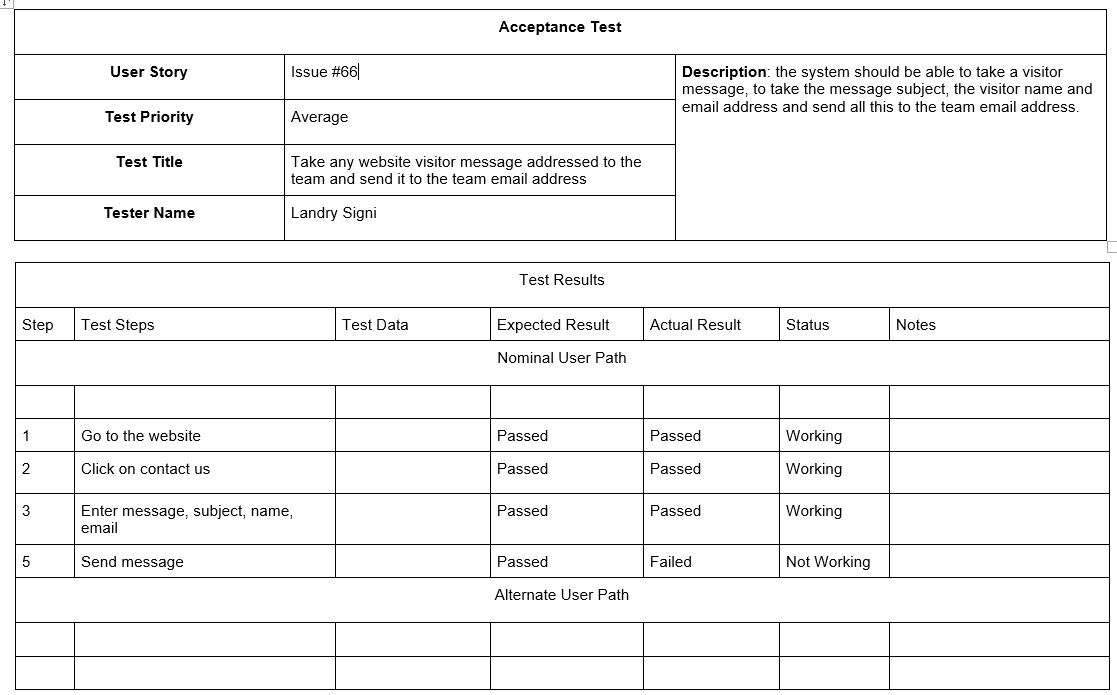 Acceptance Test
User Story
Issue #66
Description: the system should be able to take a visitor
message, to take the message subject, the visitor name and
email address and send all this to the team email address.
Test Priority
Average
Test Title
Take any website visitor message addressed to the
team and send it to the team email address
Tester Name
Landry Signi
Test Results
Step Test Steps Test Data Expected Result Actual Result Status Notes
Nominal User Path
1 Go to the website Passed Passed Working
2 Click on contact us Passed Passed Working
3 Enter message, subject, name, Passed Passed Working
email
5 Send message Passed Failed Not Working
Alternate User Path